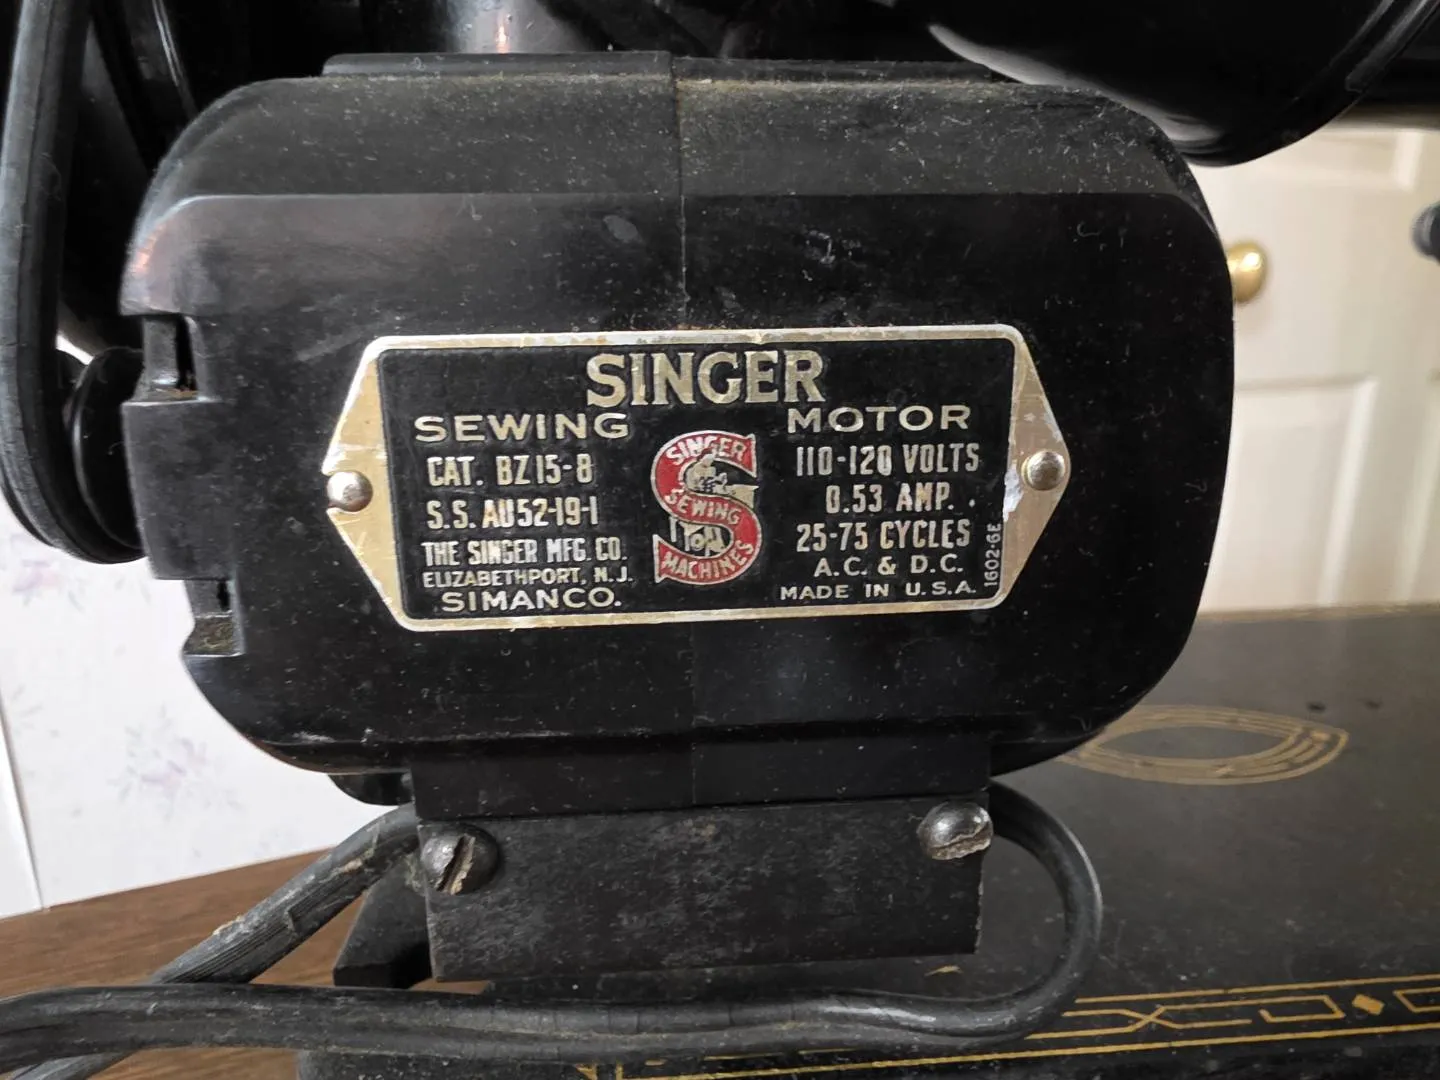 SINGER
SEWING MOTOR
CAT. BZ15-8
S.S. AU52-19-1
THE SINGER MFG. CO.
ELIZABETHPORT, N.J.
SIMANCO.
SINGER
SEWING
MACHINES
110-120 VOLTS
0.53 AMP.
25-75 CYCLES
A.C. & D.C.
MADE IN U.S.A.
1602-6E